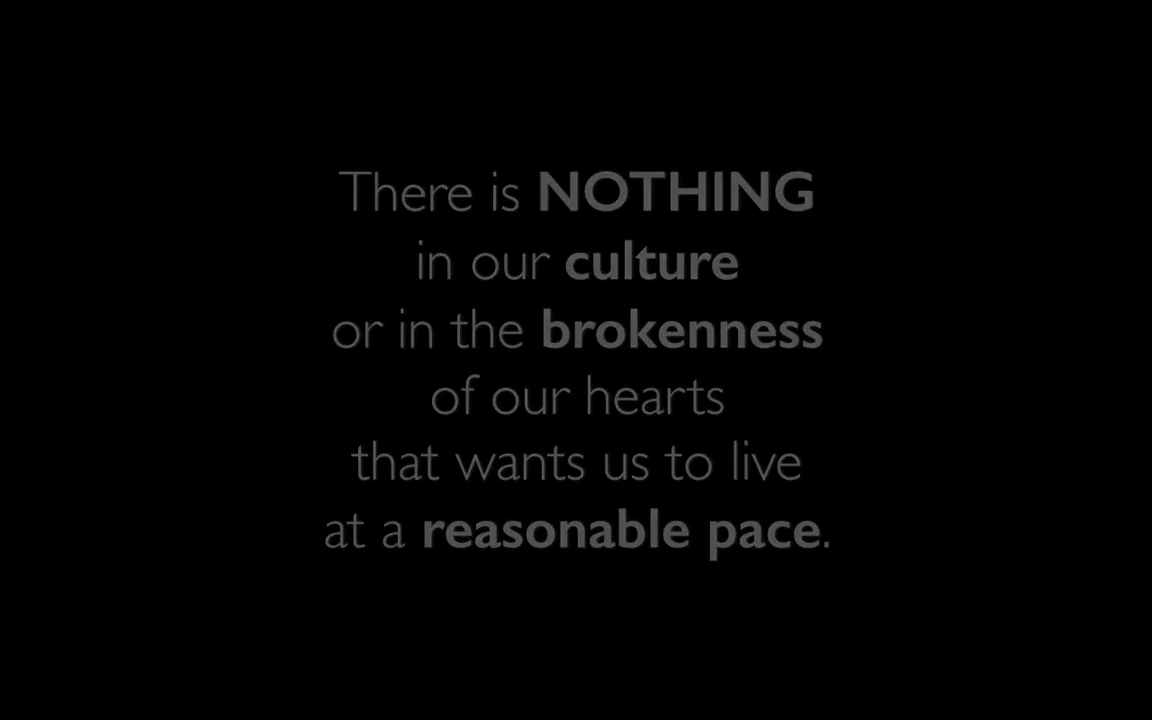 There is NOTHING
in our culture
or in the brokenness
of our hearts
that wants us to live
at a reasonable pace.